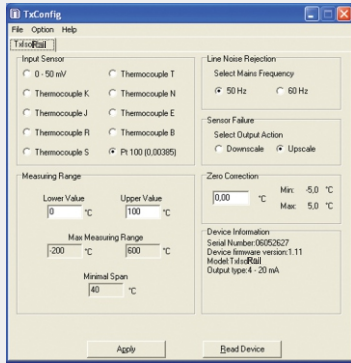 TxConfig
File Option Help
TxIsoRail
Input Sensor
0 - 50 mV
Thermocouple K
Thermocouple J
Thermocouple R
Thermocouple S
Thermocouple T
Thermocouple N
Thermocouple E
Thermocouple B
Pt 100 (0,00385)
Line Noise Rejection
Select Mains Frequency
50 Hz 60 Hz
Sensor Failure
Select Output Action
Downscale Upscale
Measuring Range
Lower Value Upper Value
0 °C 100 °C
Max Measuring Range
-200 °C 600 °C
Minimal Span
40 °C
Zero Correction
0,00 °C
Min: -5,0 °C
Max: 5,0 °C
Device Information
Serial Number:06052627
Device firmware version:1.11
Model:TxIsoRail
Output type:4 - 20 mA
Apply Read Device